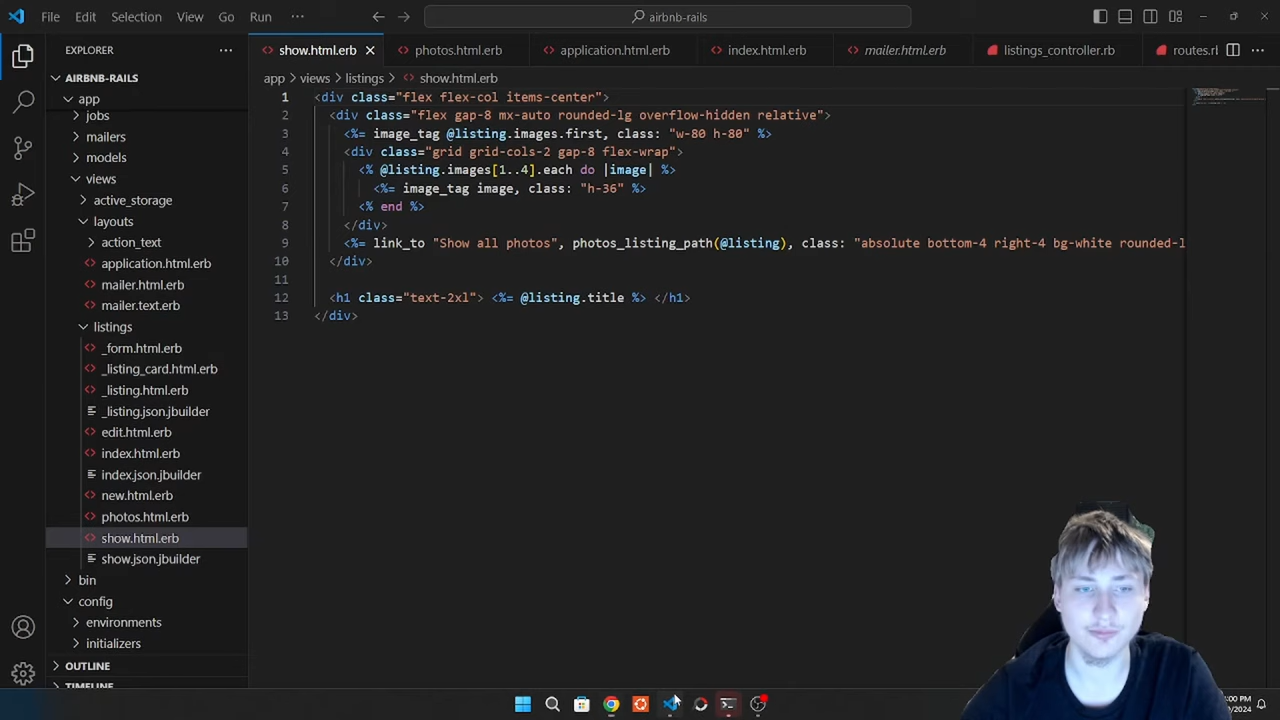 File Edit Selection View Go Run ··· airbnb-rails
EXPLORER ···
show.html.erb photos.html.erb application.html.erb index.html.erb mailer.html.erb listings_controller.rb routes.rl ···
AIRBNB-RAILS
app
jobs
mailers
models
views
active_storage
layouts
action_text
application.html.erb
mailer.html.erb
mailer.text.erb
listings
_form.html.erb
_listing_card.html.erb
_listing.html.erb
_listing.json.jbuilder
edit.html.erb
index.html.erb
index.json.jbuilder
new.html.erb
photos.html.erb
show.html.erb
show.json.jbuilder
bin
config
environments
initializers
OUTLINE
TIMELINE
app > views > listings > show.html.erb
1 <div class="flex flex-col items-center">
2 <div class="flex gap-8 mx-auto rounded-lg overflow-hidden relative">
3 <%= image_tag @listing.images.first, class: "w-80 h-80" %>
4 <div class="grid grid-cols-2 gap-8 flex-wrap">
5 <% @listing.images[1..4].each do |image| %>
6 <%= image_tag image, class: "h-36" %>
7 <% end %>
8 </div>
9 <%= link_to "Show all photos", photos_listing_path(@listing), class: "absolute bottom-4 right-4 bg-white rounded-l
10 </div>
11
12 <h1 class="text-2xl"> <%= @listing.title %> </h1>
13 </div>
:00 PM
/2024